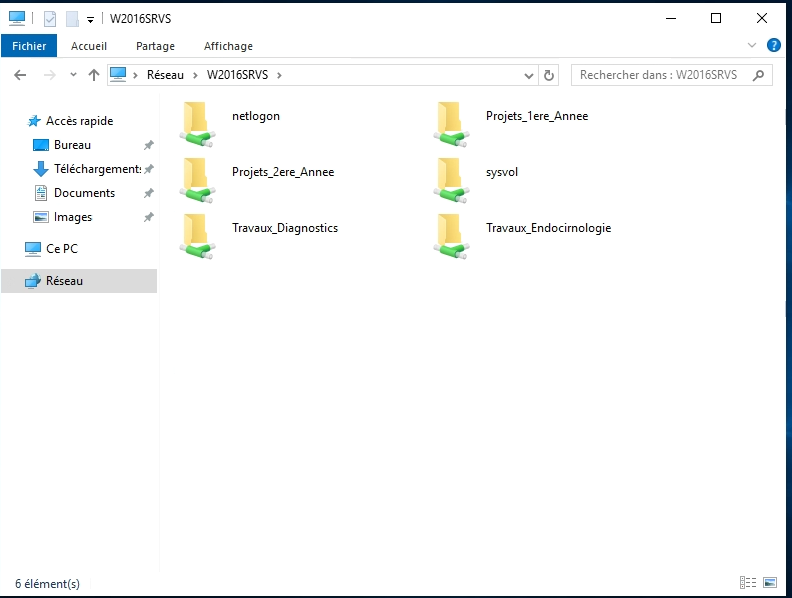 W2016SRVS
Fichier Accueil Partage Affichage
Réseau W2016SRVS Rechercher dans : W2016SRVS
Accès rapide
Bureau
Téléchargements
Documents
Images
Ce PC
Réseau
netlogon Projets_1ere_Annee
Projets_2ere_Annee sysvol
Travaux_Diagnostics Travaux_Endocirnologie
6 élément(s)